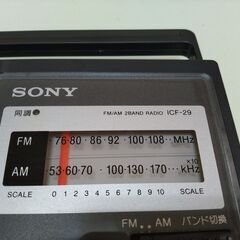 SONY
同調
FM/AM 2BAND RADIO ICF-29
FM 76·80·86·92·100·108·· MHz
×10
AM 53·60·70·100·130·170··· kHz
SCALE 0 1 2 3 4 5 6 7 8 9 10 SCALE
FM . . AM バンド切換